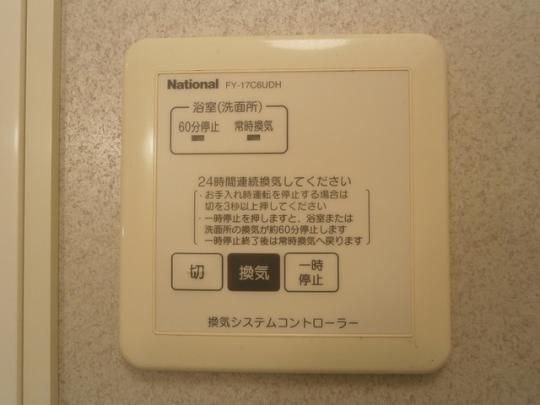 National FY-17C6UDH
浴室(洗面所)
60分停止 常時換気
24時間連続換気してください
・お手入れ時運転を停止する場合は
切を3秒以上押してください
・一時停止を押しますと、浴室または
洗面所の換気が約60分停止します
一時停止終了後は常時換気へ戻ります
切 換気 一時
停止
換気システムコントローラー